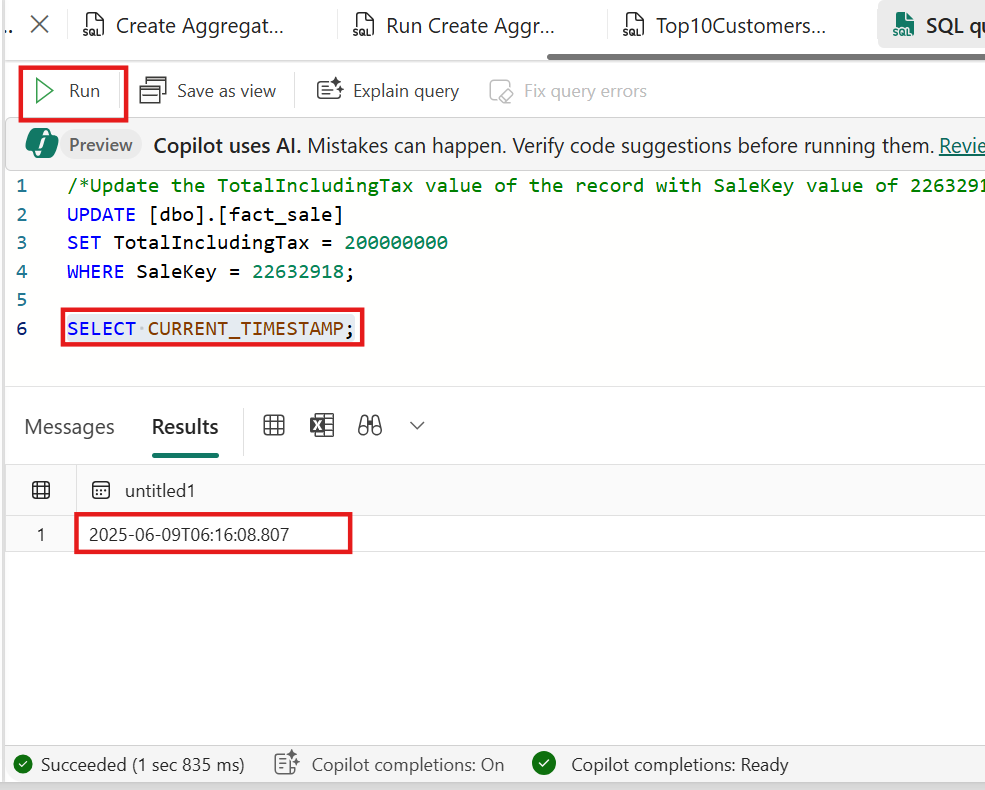 .. Create Aggregat... Run Create Aggr... Top10Customers... SQL qu
Run Save as view Explain query Fix query errors
Preview Copilot uses AI. Mistakes can happen. Verify code suggestions before running them. Revie
1 /*Update the TotalIncludingTax value of the record with SaleKey value of 2263291
2 UPDATE [dbo].[fact_sale]
3 SET TotalIncludingTax = 200000000
4 WHERE SaleKey = 22632918;
5
6 SELECT CURRENT_TIMESTAMP;
Messages Results
untitled1
1 2025-06-09T06:16:08.807
Succeeded (1 sec 835 ms) Copilot completions: On Copilot completions: Ready